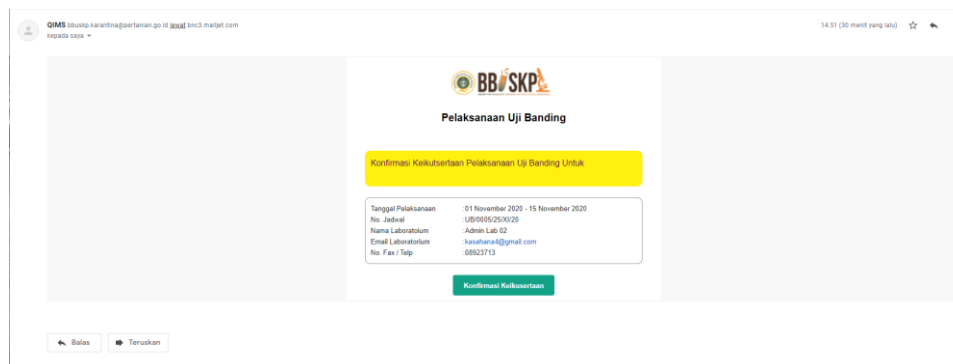 QIMS bbuskp.karantina@pertanian.go.id lewat bnc3.mailjet.com
kepada saya
14.51 (30 menit yang lalu)
BBUSKP
Pelaksanaan Uji Banding
Konfirmasi Keikutsertaan Pelaksanaan Uji Banding Untuk
Tanggal Pelaksanaan :01 November 2020 - 15 November 2020
No. Jadwal :UB/0005/25/XI/20
Nama Laboratoium :Admin Lab 02
Email Laboratorium :kasahana4@gmail.com
No. Fax / Telp :08923713
Konfirmasi Keikusertaan
Balas
Teruskan